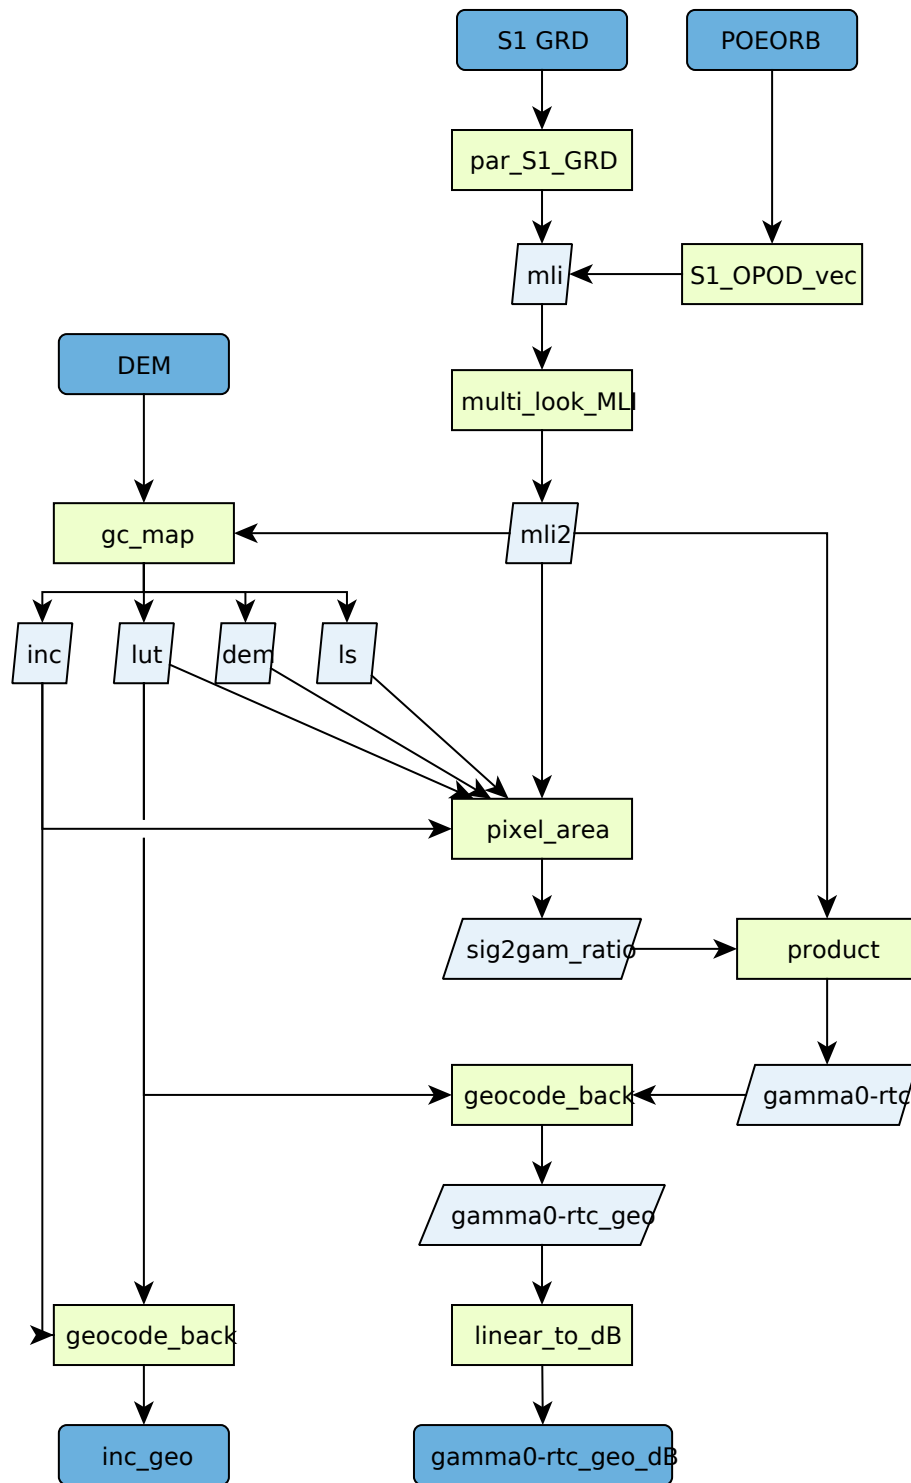 S1 GRD
POEORB
par_S1_GRD
mli
S1_OPOD_vec
DEM
multi_look_MLI
gc_map
mli2
inc
lut
dem
ls
pixel_area
sig2gam_ratio
product
geocode_back
gamma0-rtc
gamma0-rtc_geo
geocode_back
linear_to_dB
inc_geo
gamma0-rtc_geo_dB